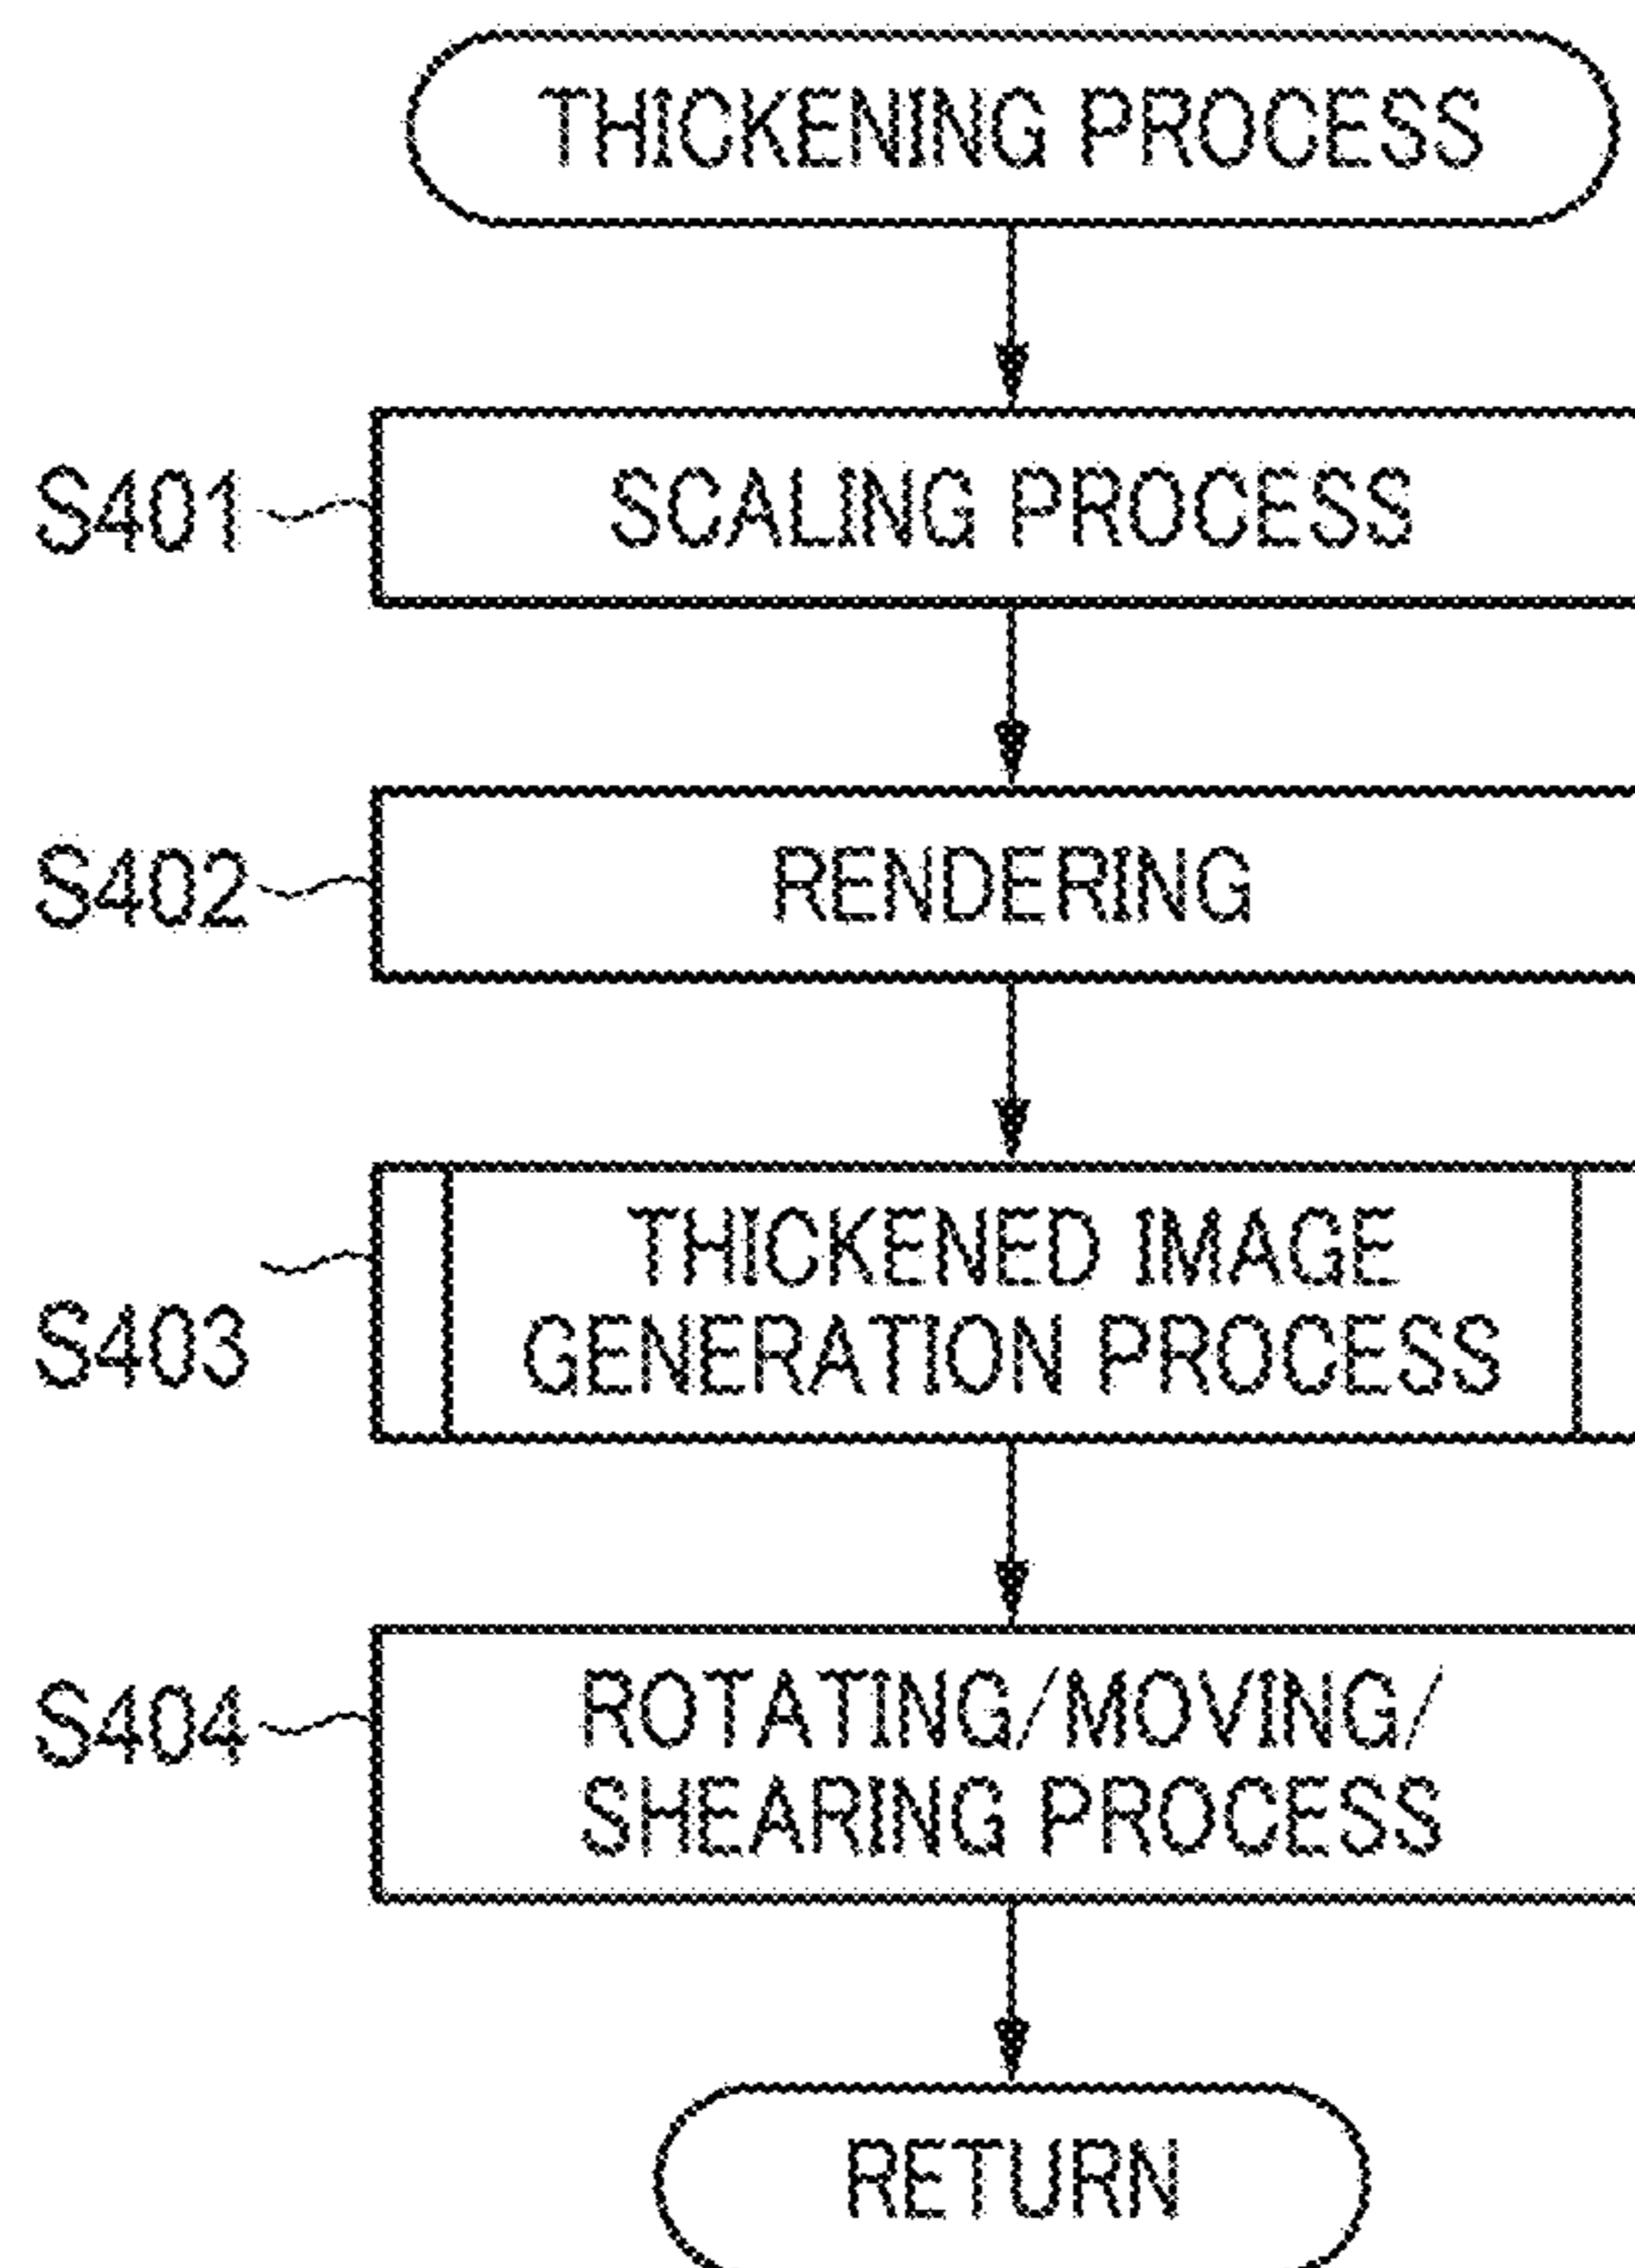 THICKENING PROCESS
S401
SCALING PROCESS
S402
RENDERING
S403
THICKENED IMAGE
GENERATION PROCESS
S404
ROTATING/MOVING/
SHEARING PROCESS
RETURN